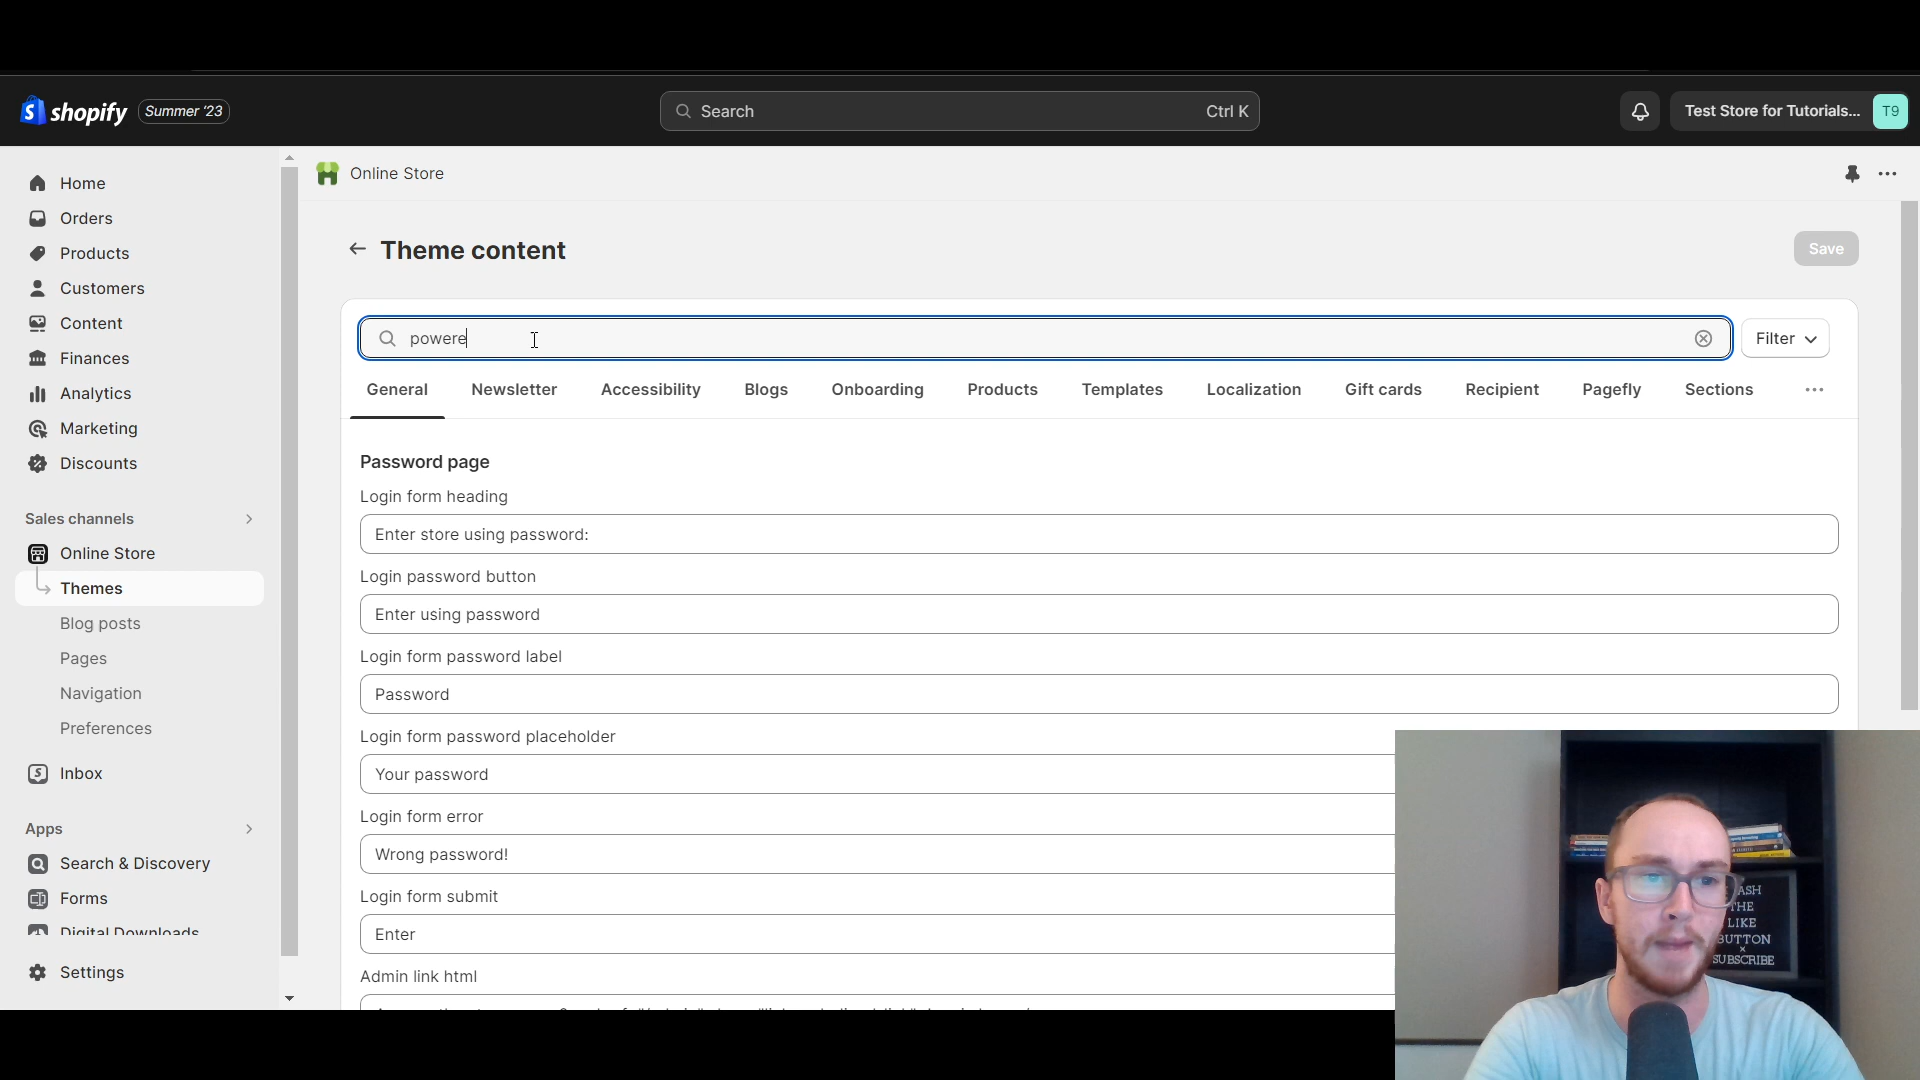 shopify
Summer '23
Search
Ctrl K
Test Store for Tutorials...
T9
Home
Orders
Products
Customers
Content
Finances
Analytics
Marketing
Discounts
Sales channels
Online Store
Themes
Blog posts
Pages
Navigation
Preferences
Inbox
Apps
Search & Discovery
Forms
Digital Downloads
Settings
Online Store
Theme content
Save
powere
Filter
General
Newsletter
Accessibility
Blogs
Onboarding
Products
Templates
Localization
Gift cards
Recipient
Pagefly
Sections
Password page
Login form heading
Enter store using password:
Login password button
Enter using password
Login form password label
Password
Login form password placeholder
Your password
Login form error
Wrong password!
Login form submit
Enter
Admin link html
THE
LIKE
BUTTON
×
SUBSCRIBE